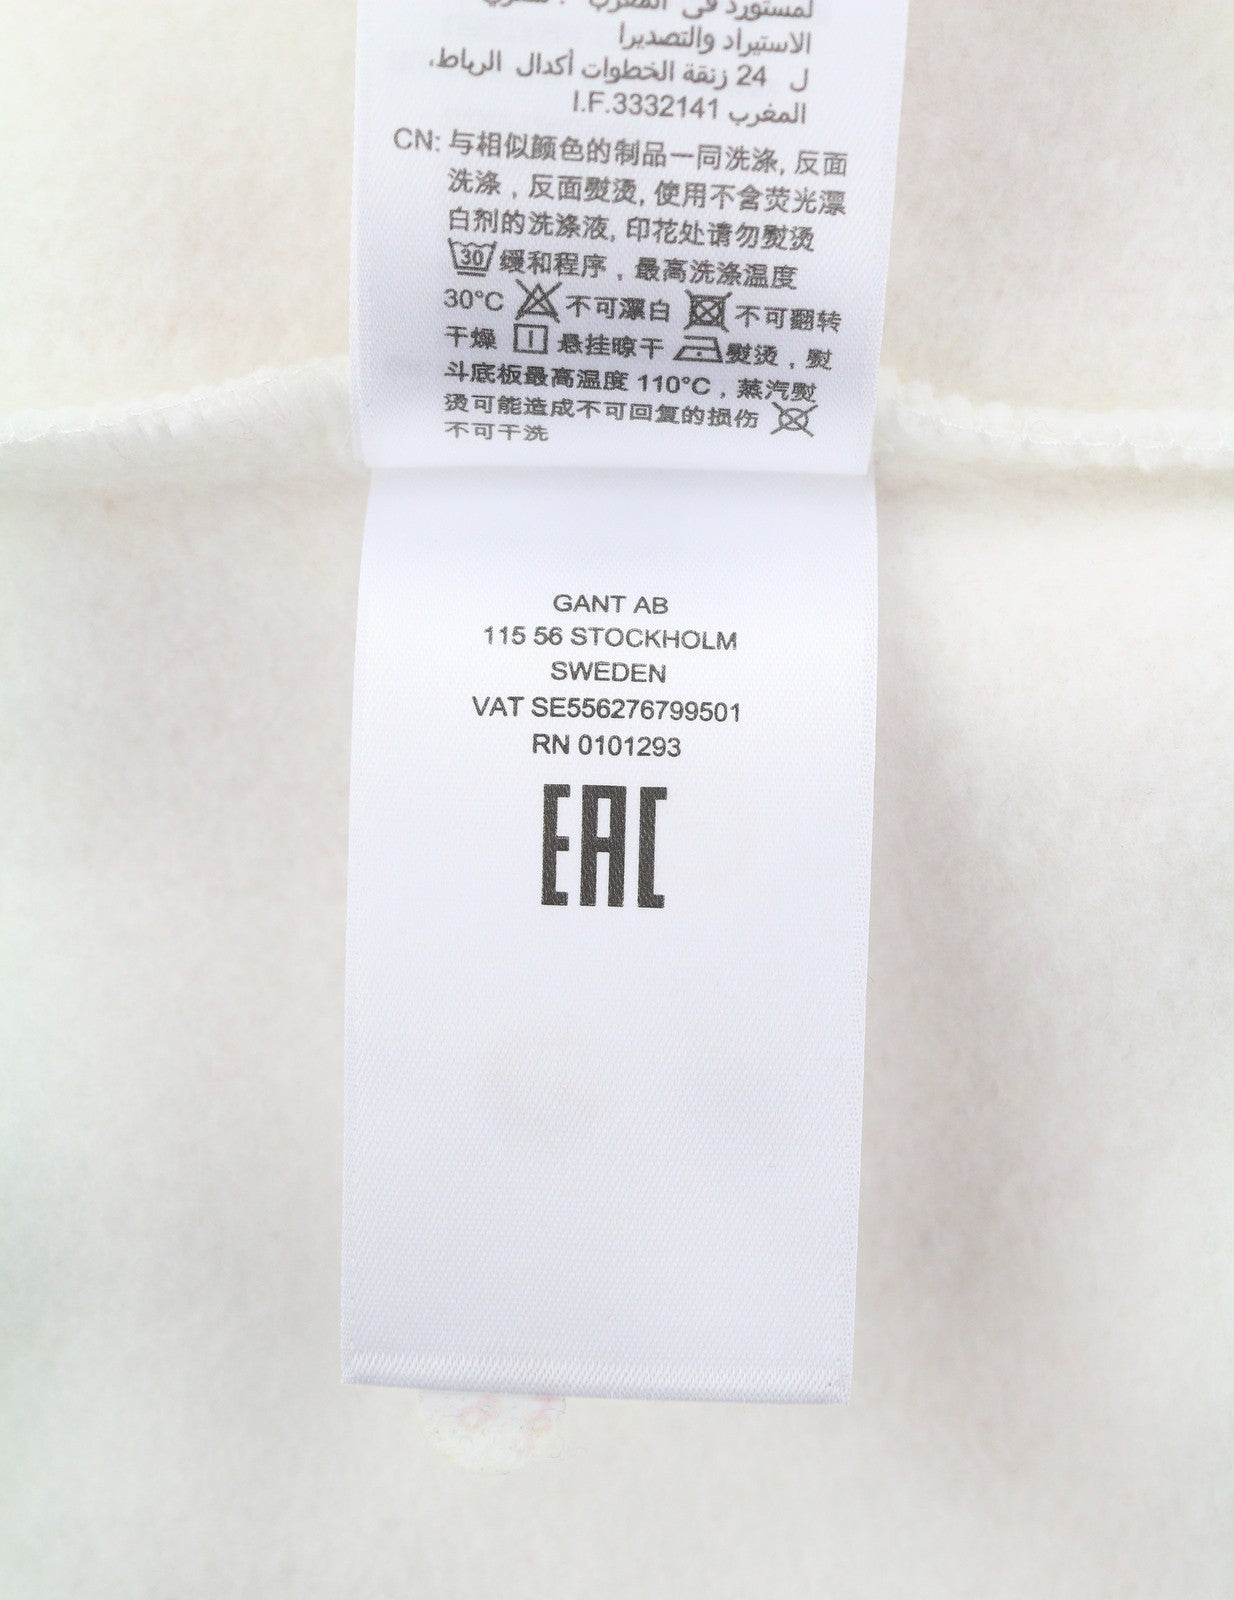 لمستورد في المغرب
الاستيراد والتصديرا
ل 24 زنقة الخطوات أكدال الرباط،
المغرب I.F.3332141
CN: 与相似颜色的制品一同洗涤, 反面
洗涤，反面熨烫, 使用不含荧光漂
白剂的洗涤液, 印花处请勿熨烫
30 缓和程序，最高洗涤温度
30°C 不可漂白 不可翻转
干燥 悬挂晾干 熨烫，熨
斗底板最高温度 110°C，蒸汽熨
烫可能造成不可回复的损伤
不可干洗
GANT AB
115 56 STOCKHOLM
SWEDEN
VAT SE556276799501
RN 0101293
EAC